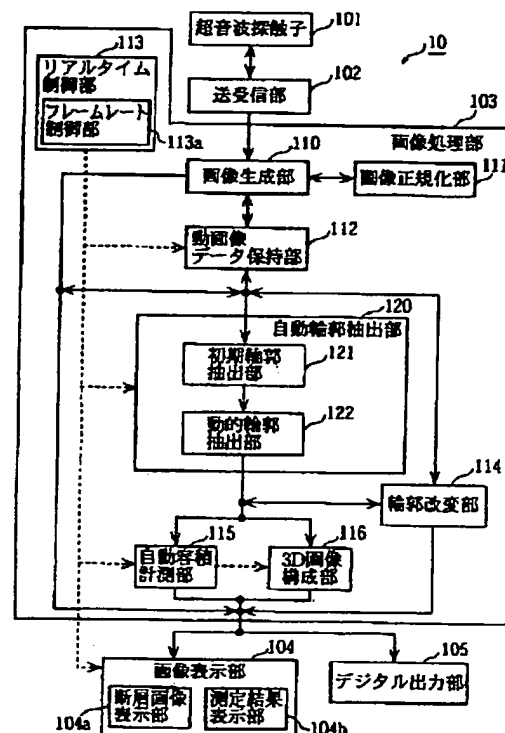 超音波探触子
101
10
送受信部
102
113
リアルタイム
制御部
フレームレート
制御部
113a
103
画像処理部
110
画像生成部
画像正規化部
111
動画像
データ保持部
112
120
自動輪郭抽出部
初期輪郭
抽出部
121
動的輪郭
抽出部
122
114
輪郭改変部
115
自動容積
計測部
116
3D画像
構成部
104
画像表示部
断層画像
表示部
104a
測定結果
表示部
104b
105
デジタル出力部